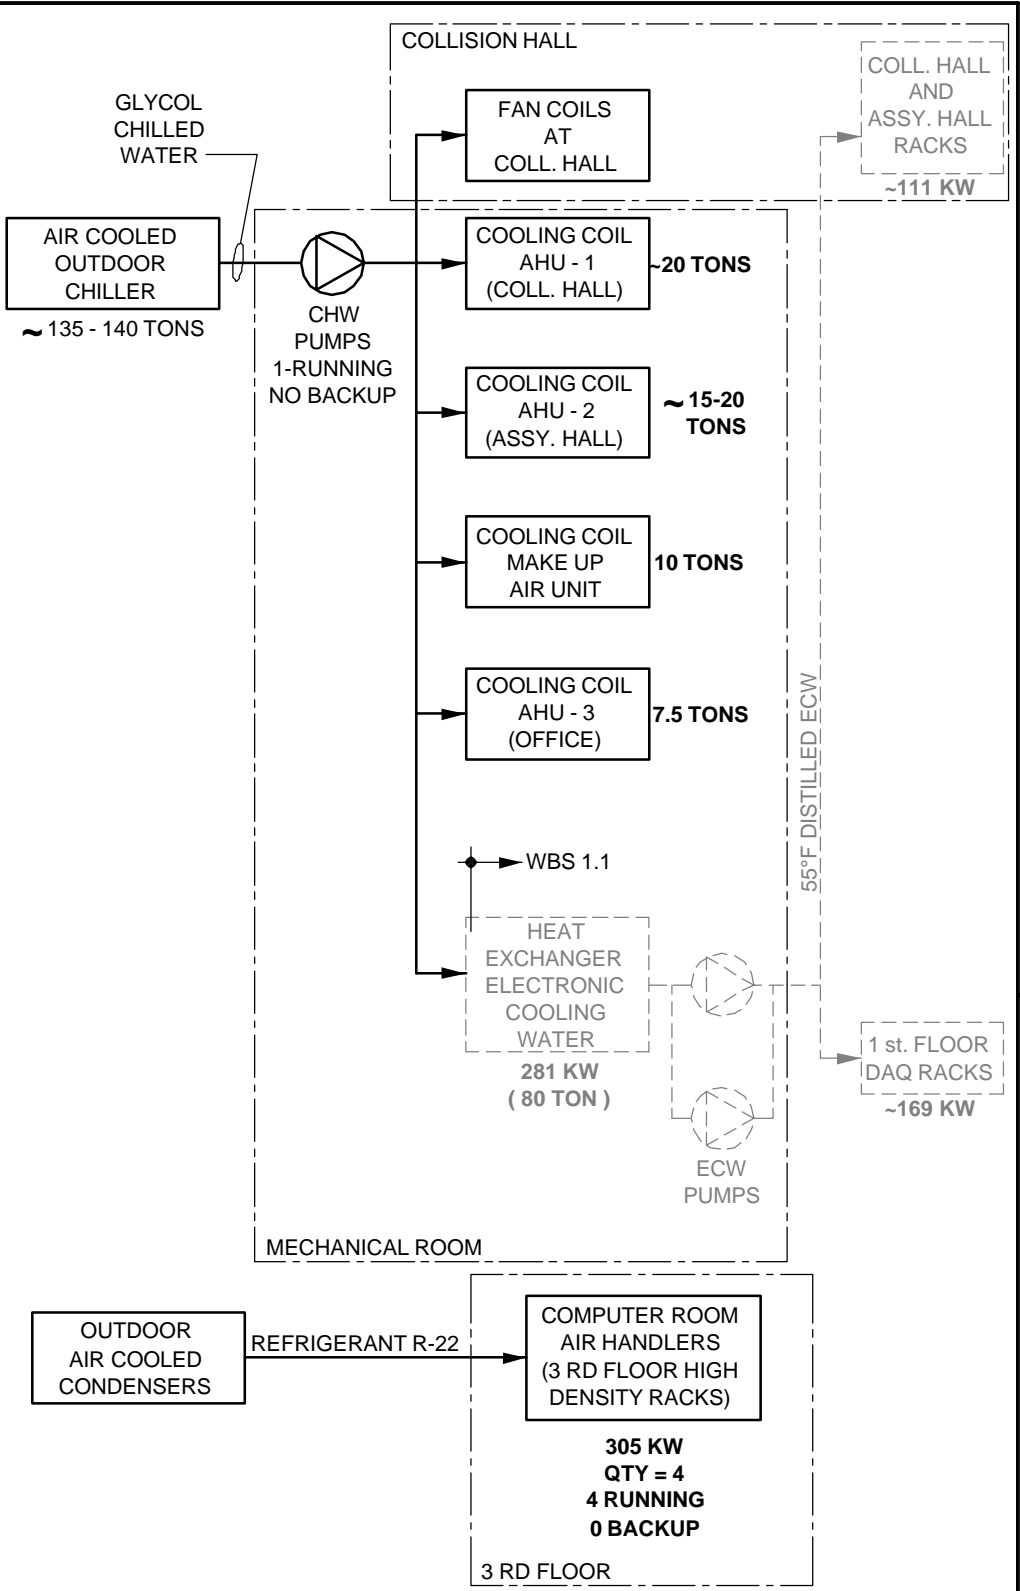 COLLISION HALL
COLL. HALL
AND
ASSY. HALL
RACKS
~111 KW
GLYCOL
CHILLED
WATER
FAN COILS
AT
COLL. HALL
AIR COOLED
OUTDOOR
CHILLER
~ 135 - 140 TONS
CHW
PUMPS
1-RUNNING
NO BACKUP
COOLING COIL
AHU - 1
(COLL. HALL)
~20 TONS
COOLING COIL
AHU - 2
(ASSY. HALL)
~ 15-20
TONS
COOLING COIL
MAKE UP
AIR UNIT
10 TONS
COOLING COIL
AHU - 3
(OFFICE)
7.5 TONS
55°F DISTILLED ECW
WBS 1.1
HEAT
EXCHANGER
ELECTRONIC
COOLING
WATER
281 KW
( 80 TON )
ECW
PUMPS
1 st. FLOOR
DAQ RACKS
~169 KW
MECHANICAL ROOM
OUTDOOR
AIR COOLED
CONDENSERS
REFRIGERANT R-22
COMPUTER ROOM
AIR HANDLERS
(3 RD FLOOR HIGH
DENSITY RACKS)
305 KW
QTY = 4
4 RUNNING
0 BACKUP
3 RD FLOOR